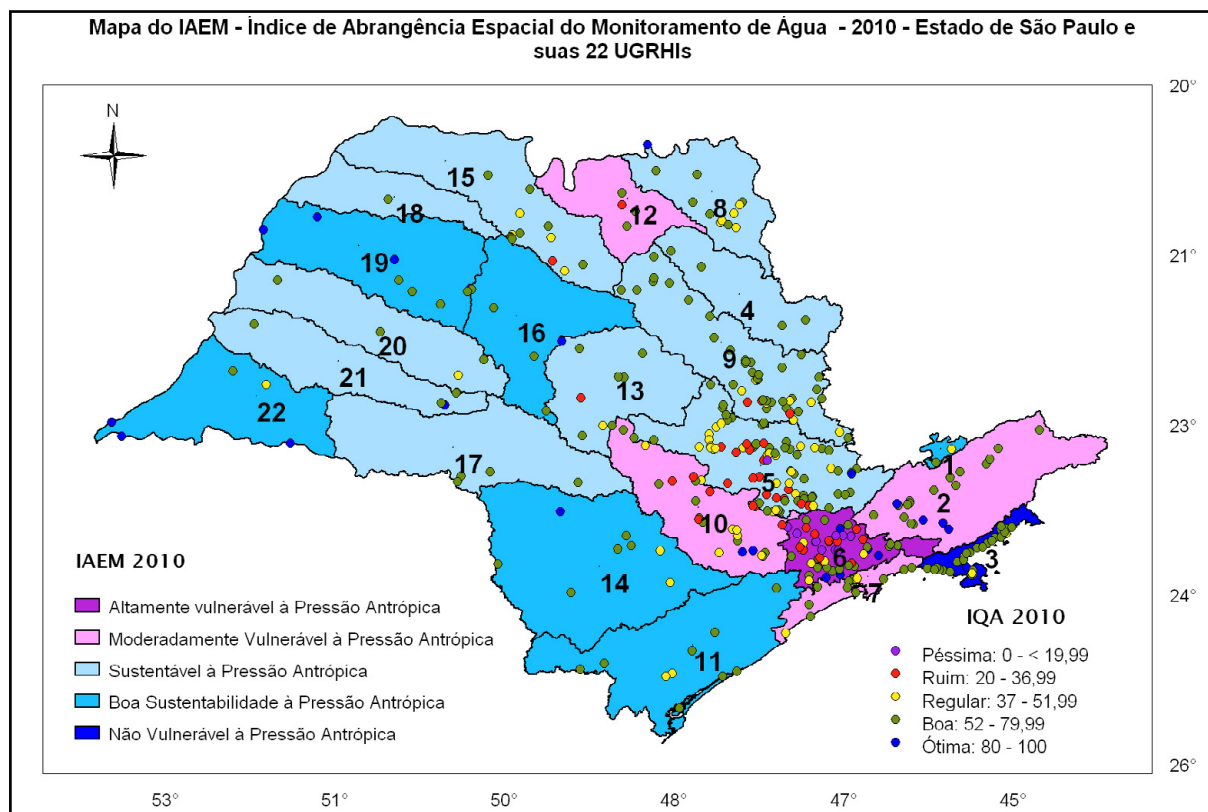 Mapa do IAEM - Índice de Abrangência Espacial do Monitoramento de Água - 2010 - Estado de São Paulo e
suas 22 UGRHIs
20°
N
15
8
12
18
21°
19
4
16
9
20
13
21
22
23°
1
17
5
2
10
6
3
7
24°
14
11
IAEM 2010
Altamente vulnerável à Pressão Antrópica
Moderadamente Vulnerável à Pressão Antrópica
Sustentável à Pressão Antrópica
Boa Sustentabilidade à Pressão Antrópica
Não Vulnerável à Pressão Antrópica
IQA 2010
Péssima: 0 - < 19,99
Ruim: 20 - 36,99
Regular: 37 - 51,99
Boa: 52 - 79,99
Ótima: 80 - 100
26°
53°
51°
50°
48°
47°
45°